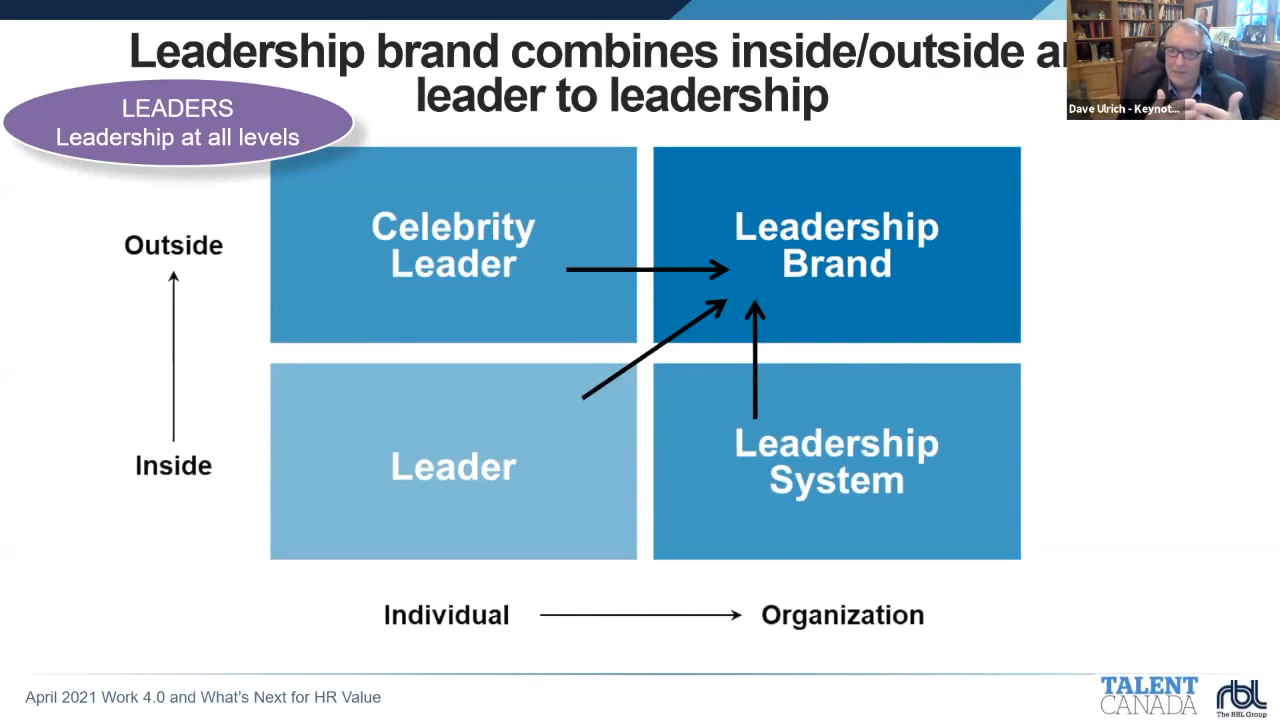 Leadership brand combines inside/outside
leader to leadership
LEADERS
Leadership at all levels
Dave Ulrich - Keynot...
Celebrity
Leader
Leadership
Brand
Outside
Inside
Leader
Leadership
System
Individual
Organization
April 2021 Work 4.0 and What's Next for HR Value
TALENT
CANADA
rbl
The RBL Group